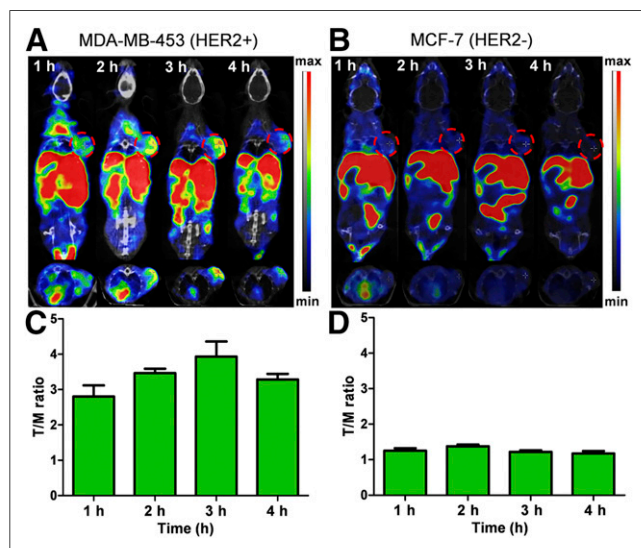 A MDA-MB-453 (HER2+)
1 h 2 h 3 h 4 h
max
min
B MCF-7 (HER2-)
1 h 2 h 3 h 4 h
max
min
C
T/M ratio
5
4
3
2
1
0
1 h 2 h 3 h 4 h
Time (h)
D
T/M ratio
5
4
3
2
1
0
1 h 2 h 3 h 4 h
Time (h)